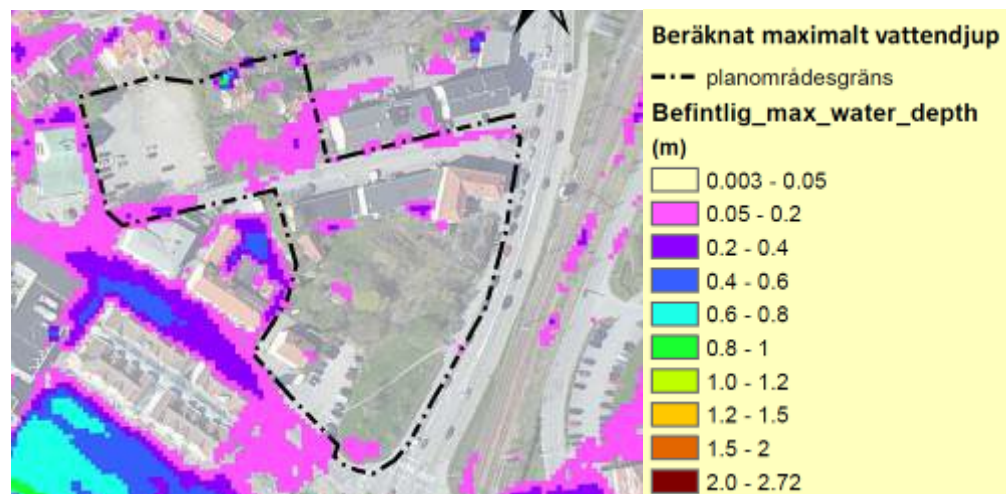 Beräknat maximalt vattendjup
planområdesgräns
Befintlig_max_water_depth
(m)
0.003 - 0.05
0.05 - 0.2
0.2 - 0.4
0.4 - 0.6
0.6 - 0.8
0.8 - 1
1.0 - 1.2
1.2 - 1.5
1.5 - 2
2.0 - 2.72